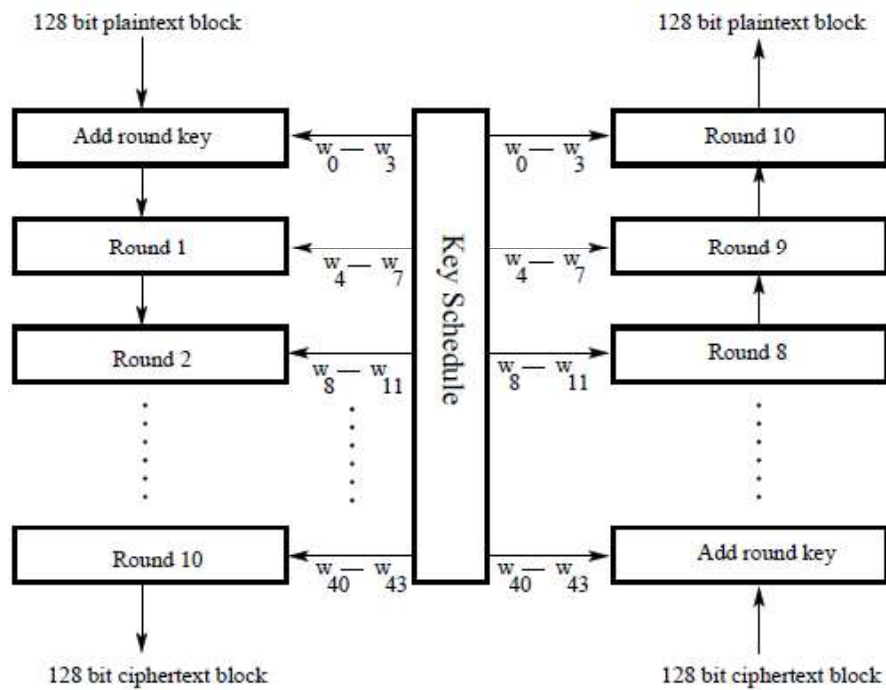 128 bit plaintext block
128 bit plaintext block
Add round key
w0 — w3
w0 — w3
Round 10
Round 1
w4 — w7
Key Schedule
w4 — w7
Round 9
Round 2
w8 — w11
w8 — w11
Round 8
Round 10
w40 — w43
w40 — w43
Add round key
128 bit ciphertext block
128 bit ciphertext block